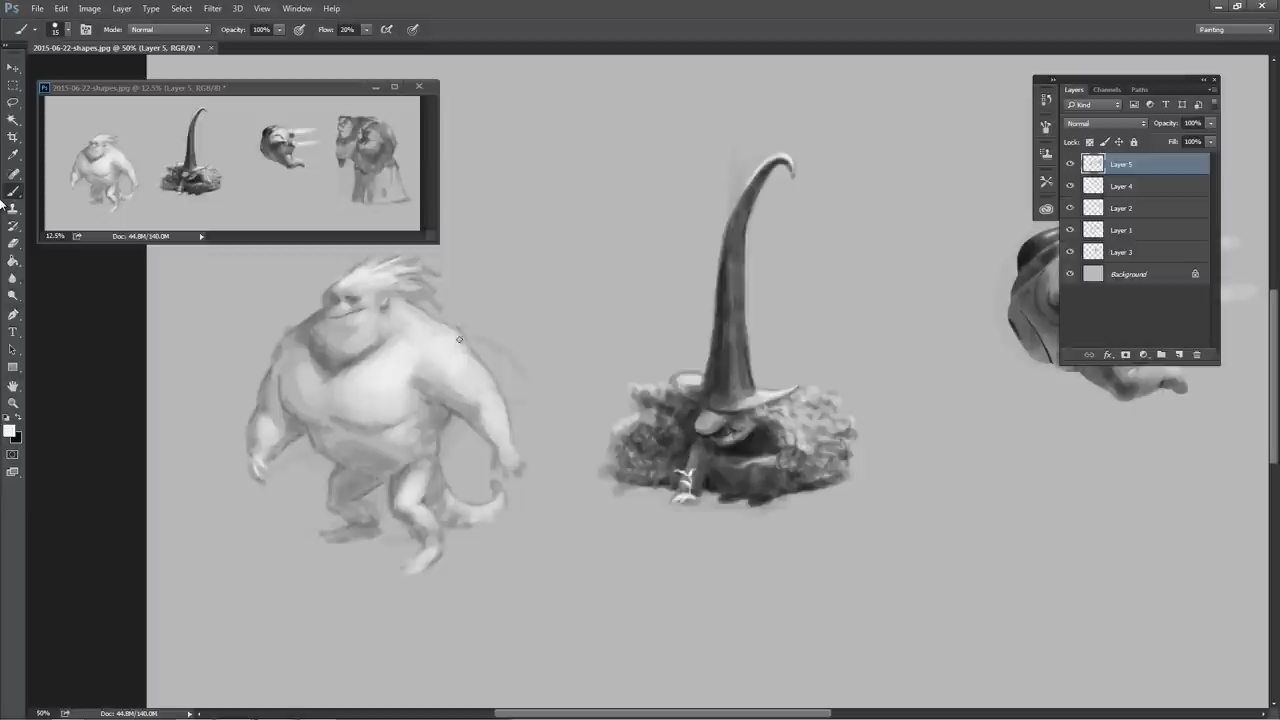 Ps File Edit Image Layer Type Select Filter 3D View Window Help
15 Mode: Normal Opacity: 100% Flow: 20% Painting
2015-06-22-shapes.jpg @ 50% (Layer 5, RGB/8) *
Ps 2015-06-22-shapes.jpg @ 12.5% (Layer 5, RGB/8) *
12.5% Doc: 44.8M/140.0M
Layers Channels Paths
Kind
Normal Opacity: 100%
Lock: Fill: 100%
Layer 5
Layer 4
Layer 2
Layer 1
Layer 3
Background
fx
T
50% Doc: 44.8M/140.0M